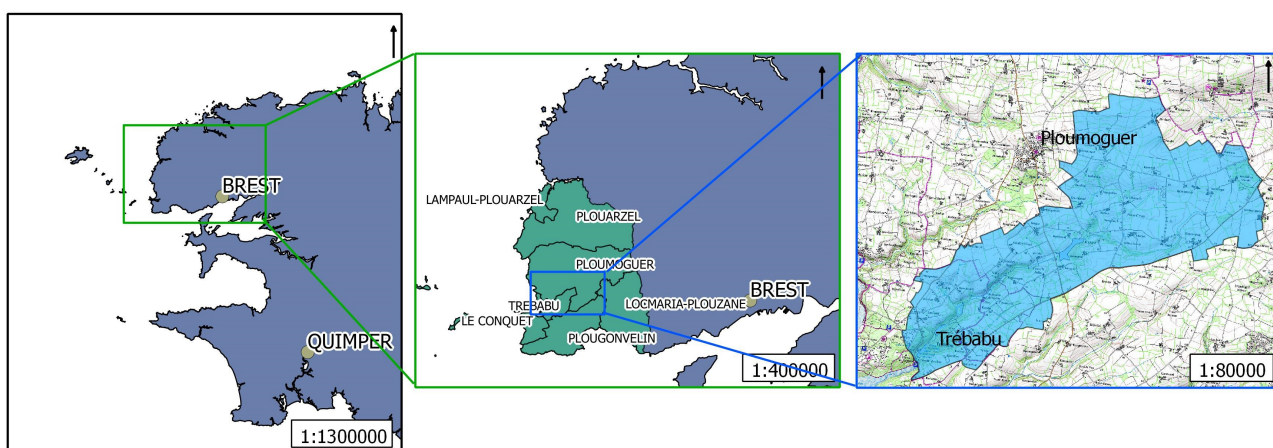 BREST
QUIMPER
1:1300000
LAMPAUL-PLOUARZEL
PLOUARZEL
PLOUMOGUER
TREBABU
LOCMARIA-PLOUZANE
BREST
LE CONQUET
PLOUGONVELIN
1:400000
Ploumoguer
Trébabu
1:80000